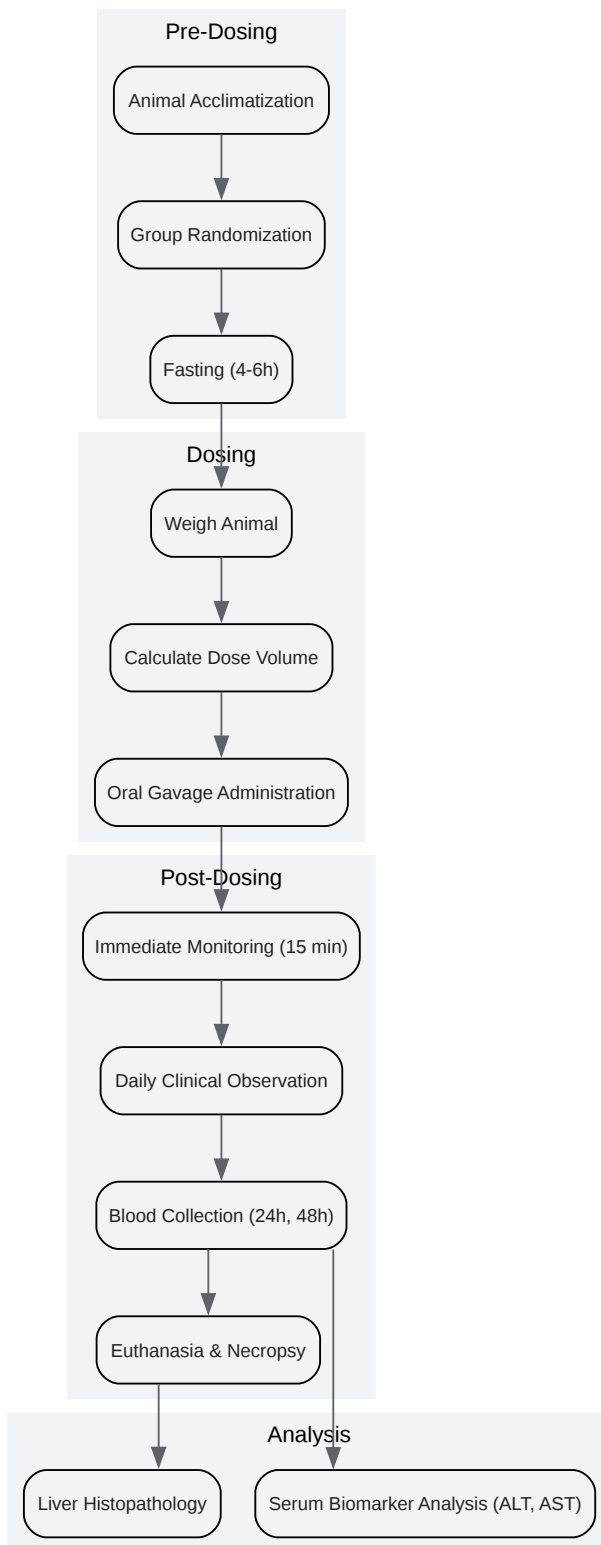 Pre-Dosing
Animal Acclimatization
Group Randomization
Fasting (4-6h)
Dosing
Weigh Animal
Calculate Dose Volume
Oral Gavage Administration
Post-Dosing
Immediate Monitoring (15 min)
Daily Clinical Observation
Blood Collection (24h, 48h)
Euthanasia & Necropsy
Analysis
Liver Histopathology
Serum Biomarker Analysis (ALT, AST)